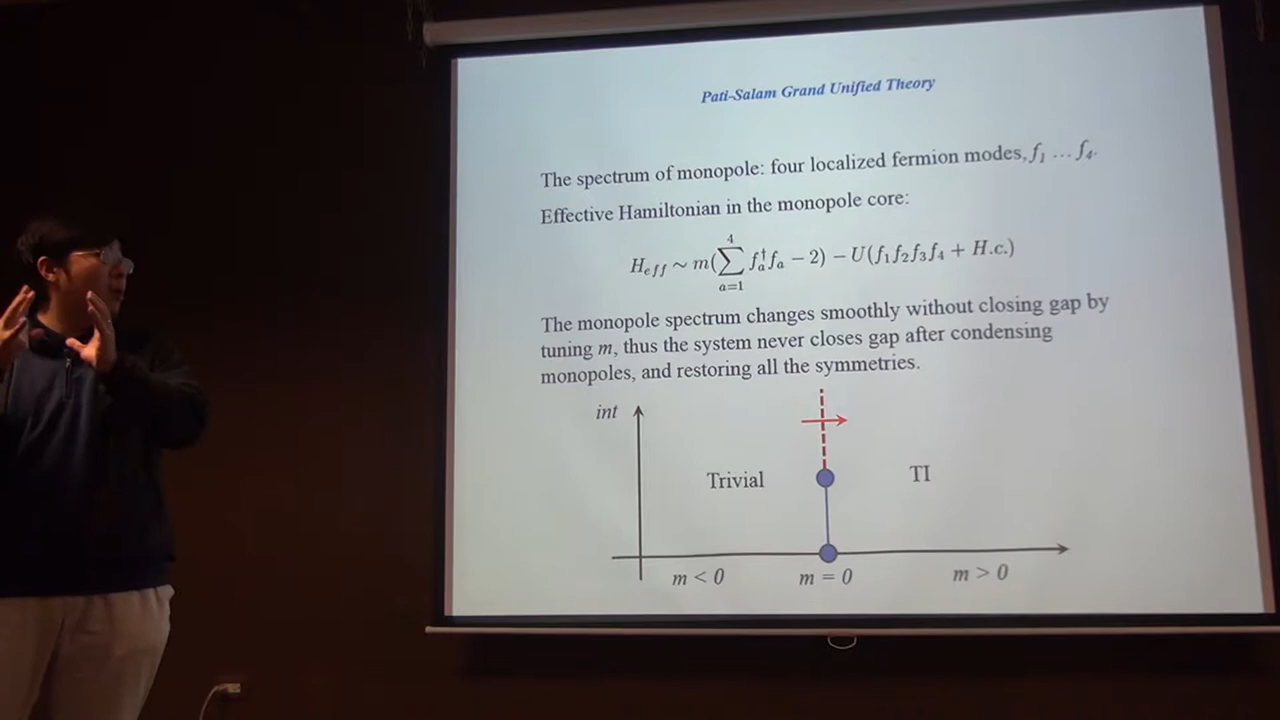 Pati-Salam Grand Unified Theory
The spectrum of monopole: four localized fermion modes, f₁ … f₄.
Effective Hamiltonian in the monopole core:
H_{eff} ~ m(∑_{a=1}^{4} f_a^† f_a − 2) − U(f₁f₂f₃f₄ + H.c.)
The monopole spectrum changes smoothly without closing gap by
tuning m, thus the system never closes gap after condensing
monopoles, and restoring all the symmetries.
int
Trivial
TI
m < 0
m = 0
m > 0